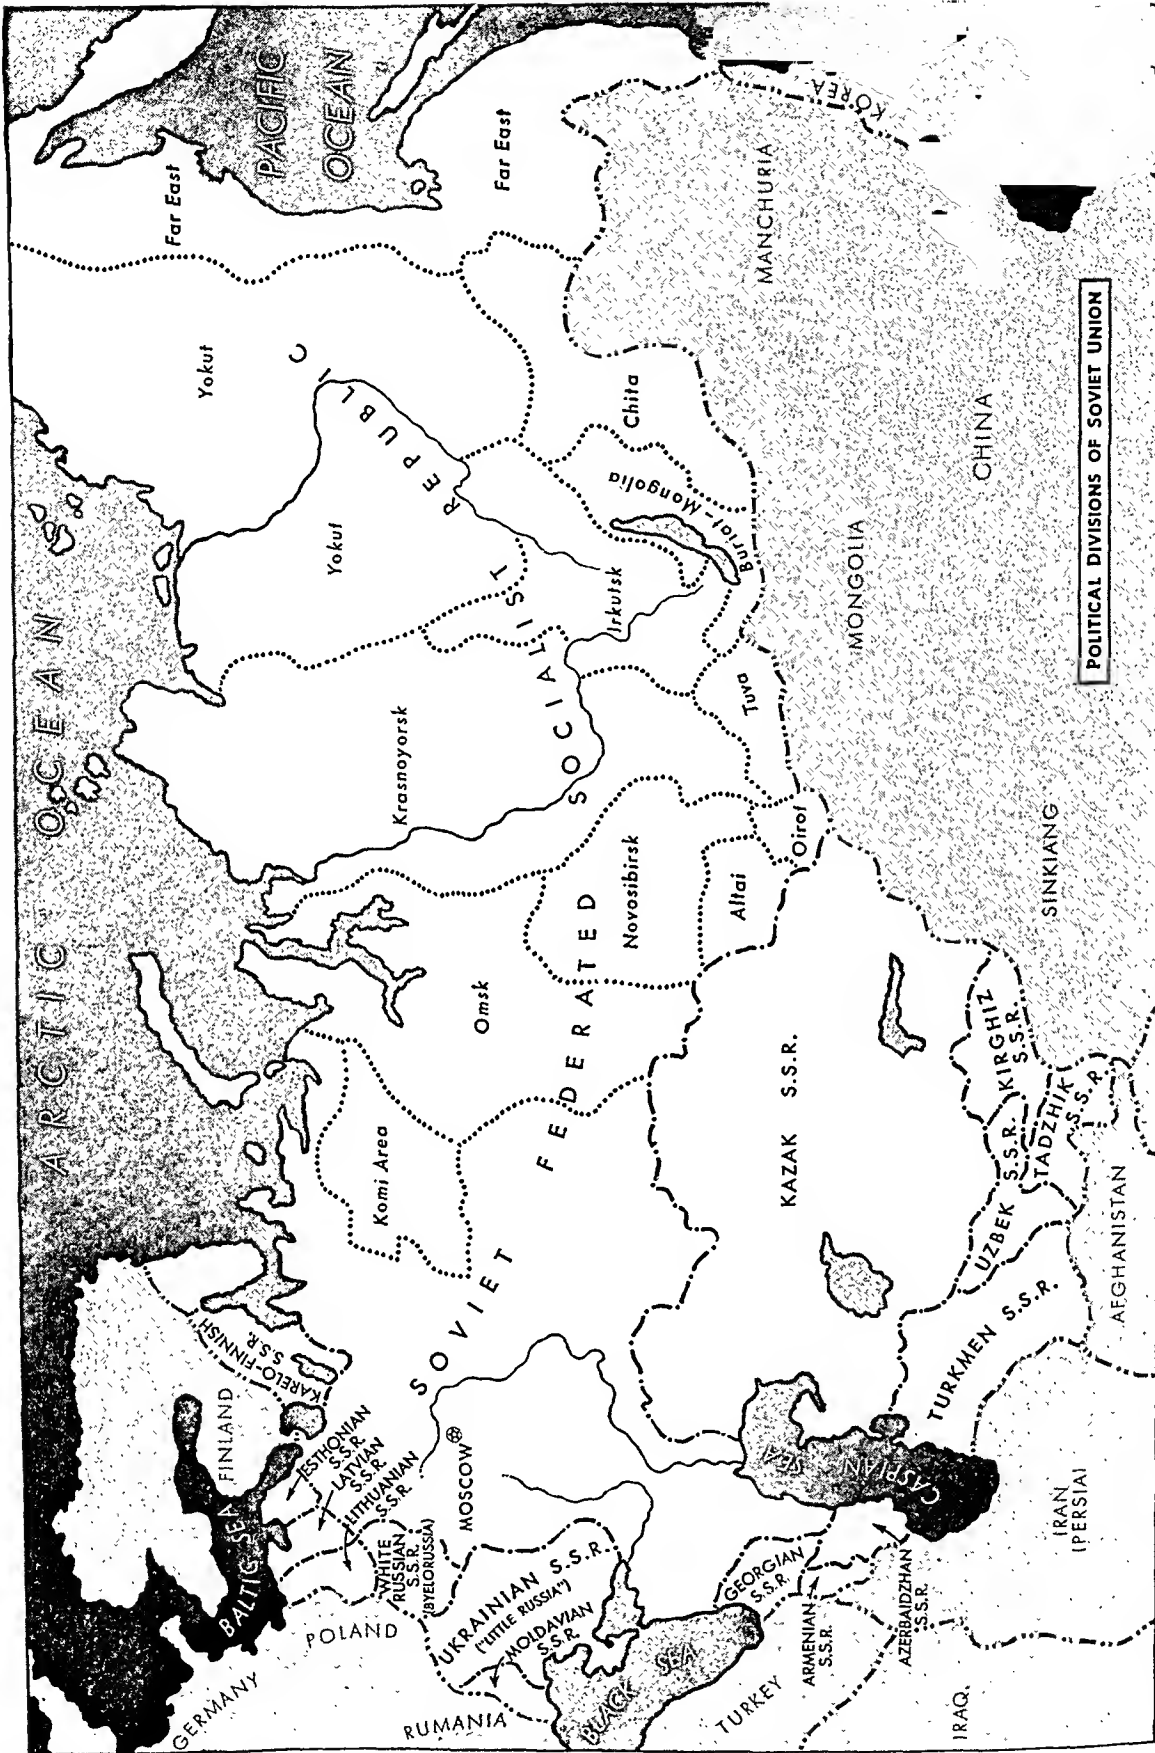 ARCTIC OCEAN
PACIFIC
OCEAN
Far East
Far East
Yokut
Yokut
Krasnoyorsk
Irkutsk
Chita
Buriat-Mongolia
Tuva
Oirot
Altai
Novosibirsk
Omsk
Komi Area
SOVIET FEDERATED SOCIALIST REPUBLIC
KOREA
MANCHURIA
MONGOLIA
CHINA
SINKIANG
KAZAK S.S.R.
KIRGHIZ
S.S.R.
TADZHIK
S.S.R.
UZBEK S.S.R.
TURKMEN S.S.R.
AFGHANISTAN
IRAN
(PERSIA)
IRAQ
CASPIAN SEA
AZERBAIDZHAN
S.S.R.
ARMENIAN
S.S.R.
GEORGIAN
S.S.R.
TURKEY
BLACK SEA
MOSCOW
UKRAINIAN S.S.R.
("LITTLE RUSSIA")
MOLDAVIAN
S.S.R.
RUMANIA
WHITE
RUSSIAN
S.S.R.
(BYELORUSSIA)
LITHUANIAN
S.S.R.
LATVIAN
S.S.R.
ESTHONIAN
S.S.R.
POLAND
GERMANY
BALTIC SEA
FINLAND
KARELO-FINNISH
S.S.R.
POLITICAL DIVISIONS OF SOVIET UNION